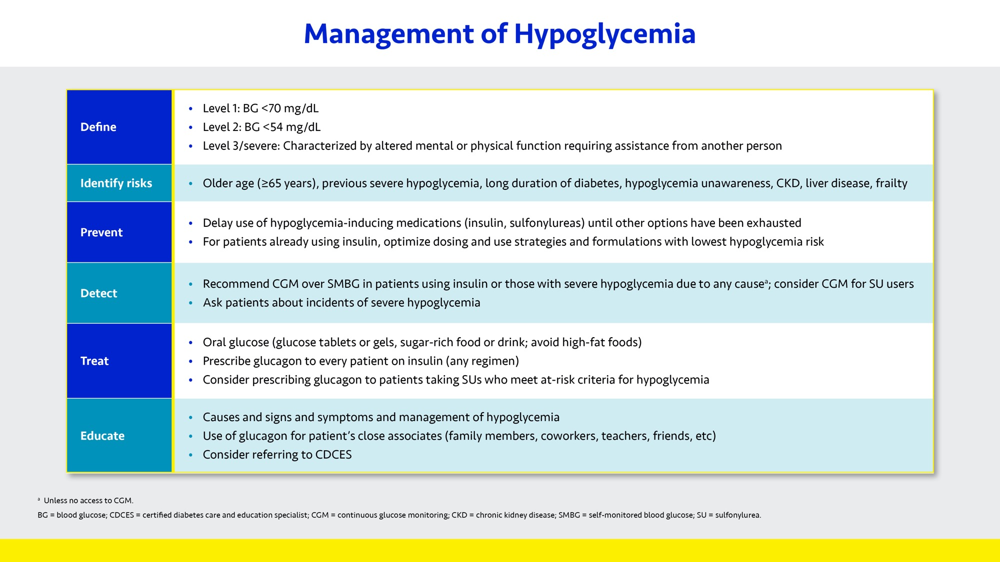 Management of Hypoglycemia
Define
• Level 1: BG <70 mg/dL
• Level 2: BG <54 mg/dL
• Level 3/severe: Characterized by altered mental or physical function requiring assistance from another person
Identify risks
• Older age (≥65 years), previous severe hypoglycemia, long duration of diabetes, hypoglycemia unawareness, CKD, liver disease, frailty
Prevent
• Delay use of hypoglycemia-inducing medications (insulin, sulfonylureas) until other options have been exhausted
• For patients already using insulin, optimize dosing and use strategies and formulations with lowest hypoglycemia risk
Detect
• Recommend CGM over SMBG in patients using insulin or those with severe hypoglycemia due to any causeᵃ; consider CGM for SU users
• Ask patients about incidents of severe hypoglycemia
Treat
• Oral glucose (glucose tablets or gels, sugar-rich food or drink; avoid high-fat foods)
• Prescribe glucagon to every patient on insulin (any regimen)
• Consider prescribing glucagon to patients taking SUs who meet at-risk criteria for hypoglycemia
Educate
• Causes and signs and symptoms and management of hypoglycemia
• Use of glucagon for patient’s close associates (family members, coworkers, teachers, friends, etc)
• Consider referring to CDCES
ᵃ Unless no access to CGM.
BG = blood glucose; CDCES = certified diabetes care and education specialist; CGM = continuous glucose monitoring; CKD = chronic kidney disease; SMBG = self-monitored blood glucose; SU = sulfonylurea.